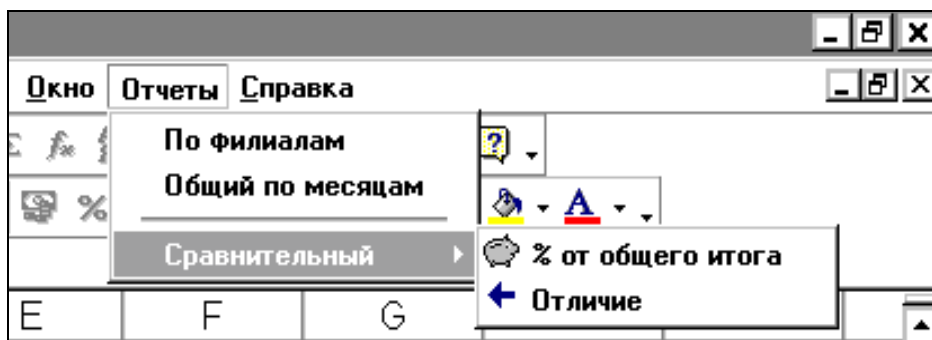 Окно Отчеты Справка
По филиалам
Общий по месяцам
Сравнительный
% от общего итога
Отличие
E F G